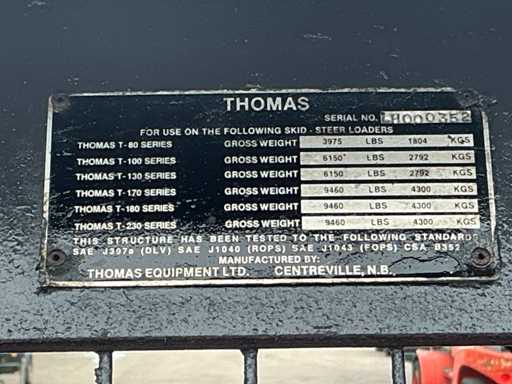 THOMAS
SERIAL NO. LH000352
FOR USE ON THE FOLLOWING SKID - STEER LOADERS
THOMAS T-80 SERIES GROSS WEIGHT 3975 LBS 1804 KGS
THOMAS T-100 SERIES GROSS WEIGHT 6150 LBS 2792 KGS
THOMAS T-130 SERIES GROSS WEIGHT 6150 LBS 2792 KGS
THOMAS T-170 SERIES GROSS WEIGHT 9460 LBS 4300 KGS
THOMAS T-180 SERIES GROSS WEIGHT 9460 LBS 4300 KGS
THOMAS T-230 SERIES GROSS WEIGHT 9460 LBS 4300 KGS
THIS STRUCTURE HAS BEEN TESTED TO THE FOLLOWING STANDARDS
SAE J397a (DLV) SAE J1040 (ROPS) SAE J1043 (FOPS) CSA B352
MANUFACTURED BY:
THOMAS EQUIPMENT LTD. CENTREVILLE, N.B.